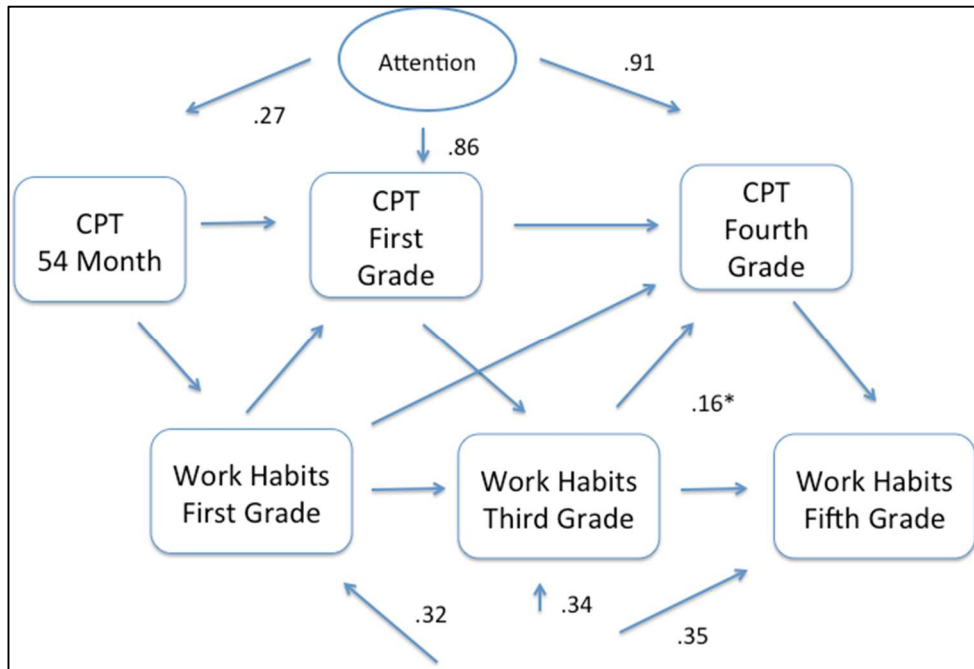 Attention
.91
.27
.86
CPT
54 Month
CPT
First
Grade
CPT
Fourth
Grade
.16*
Work Habits
First Grade
Work Habits
Third Grade
Work Habits
Fifth Grade
.32
.34
.35